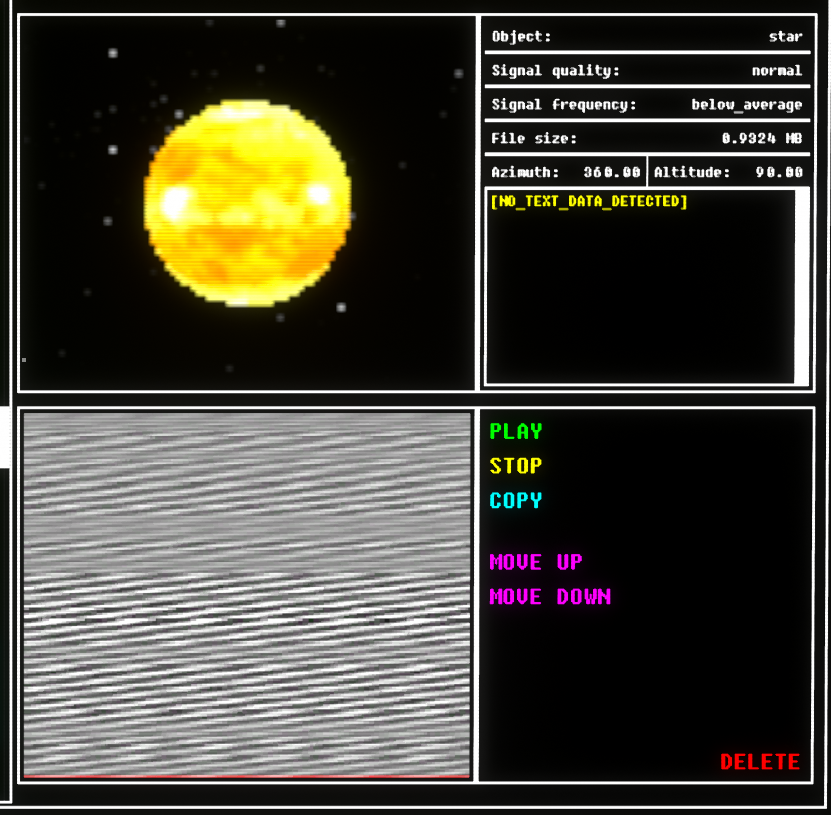 Object: star
Signal quality: normal
Signal frequency: below_average
File size: 0.9324 MB
Azimuth: 360.00 Altitude: 90.00
[NO_TEXT_DATA_DETECTED]
PLAY
STOP
COPY
MOVE UP
MOVE DOWN
DELETE